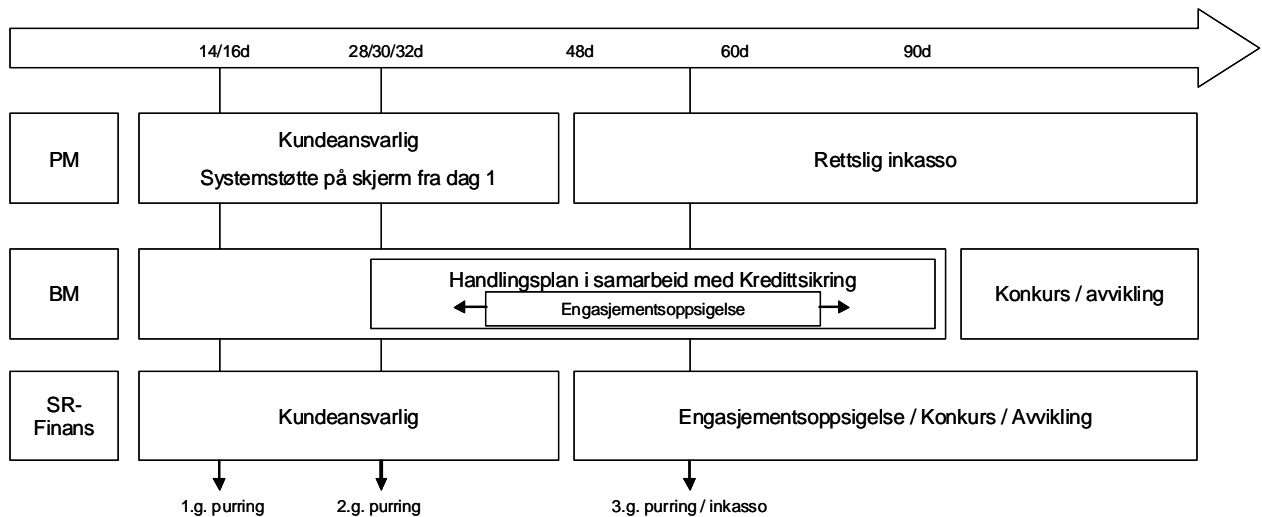 14/16d 28/30/32d 48d 60d 90d
PM
Kundeansvarlig
Systemstøtte på skjerm fra dag 1
Rettslig inkasso
BM
Handlingsplan i samarbeid med Kredittsikring
Engasjementsoppsigelse
Konkurs / avvikling
SR-
Finans
Kundeansvarlig
Engasjementsoppsigelse / Konkurs / Avvikling
1.g. purring 2.g. purring 3.g. purring / inkasso